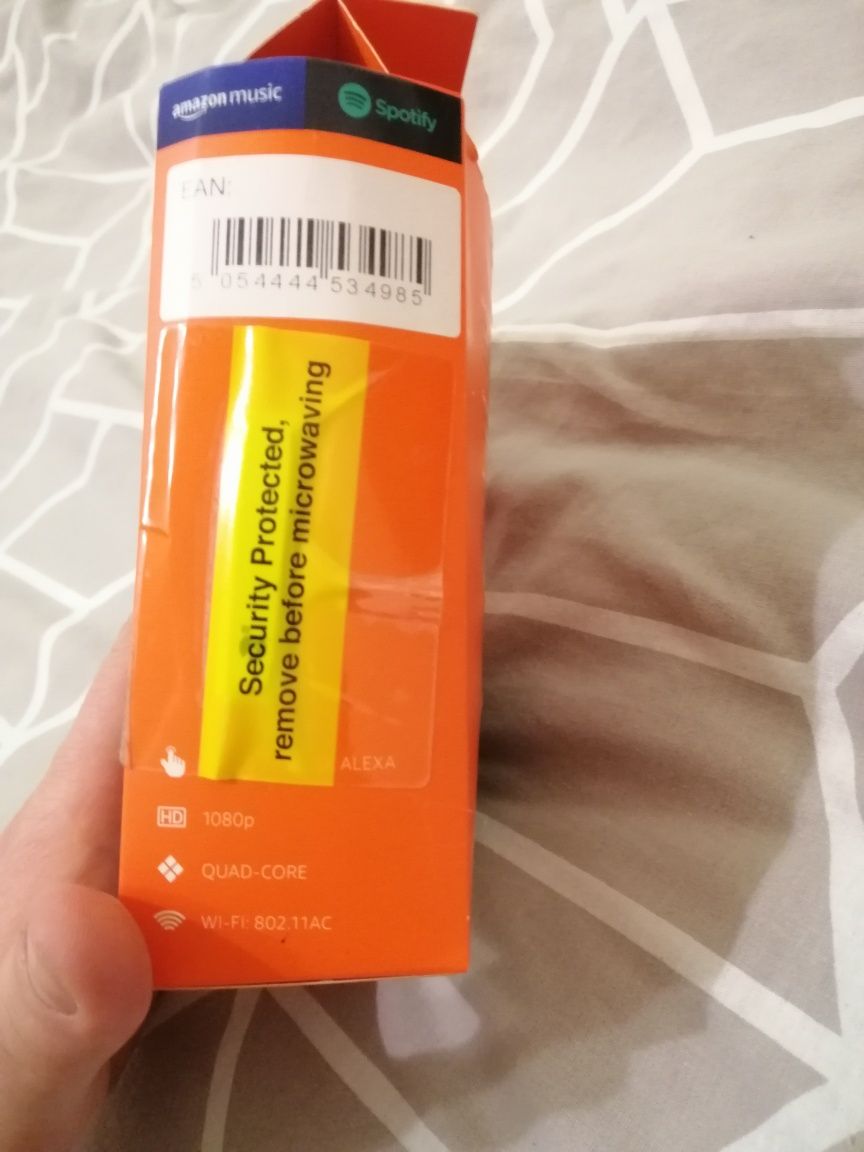 amazon music
Spotify
EAN:
5 054444 534985
Security Protected,
remove before microwaving
ALEXA
HD 1080p
QUAD-CORE
WI-FI: 802.11AC